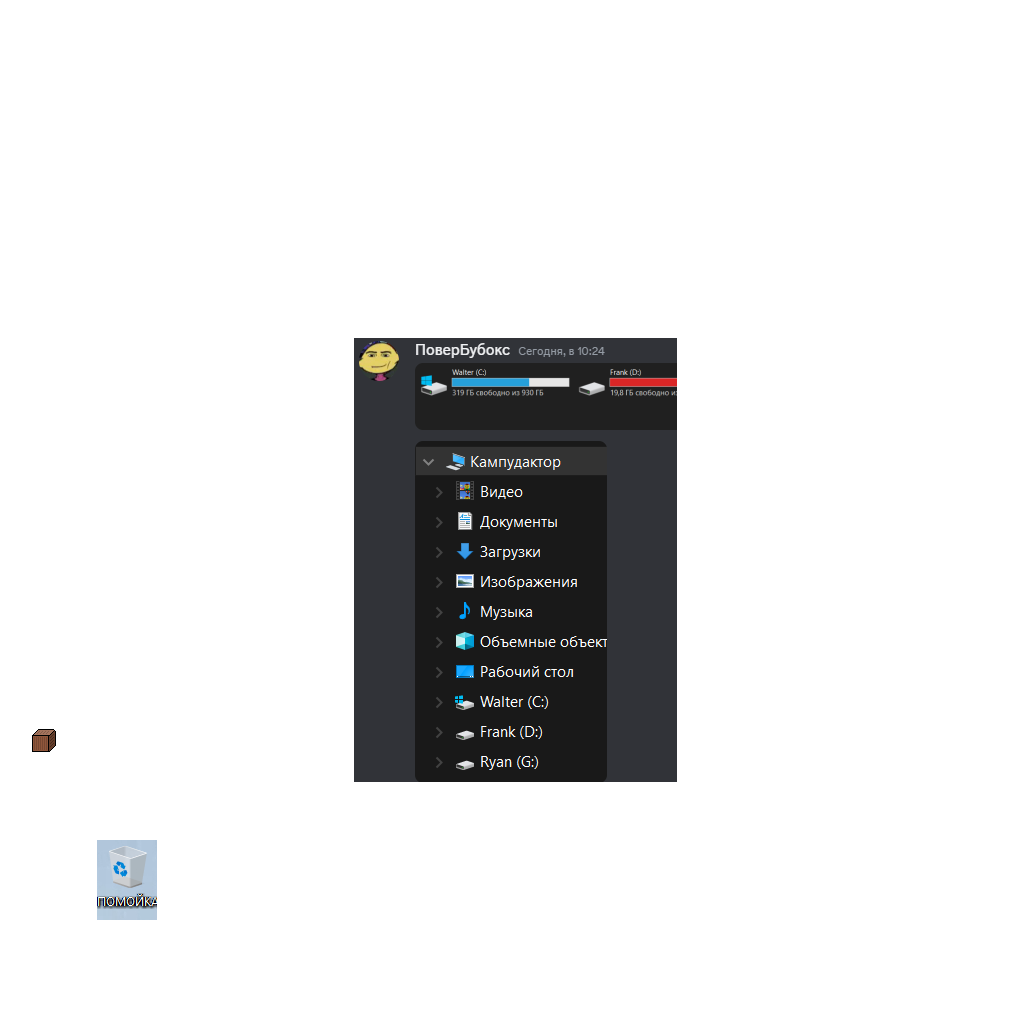 ПоверБубокс Сегодня, в 10:24
Walter (C:) Frank (D:)
319 ГБ свободно из 930 ГБ 19,8 ГБ свободно из
Кампудактор
Видео
Документы
Загрузки
Изображения
Музыка
Объемные объект
Рабочий стол
Walter (C:)
Frank (D:)
Ryan (G:)
ПОМОЙКА